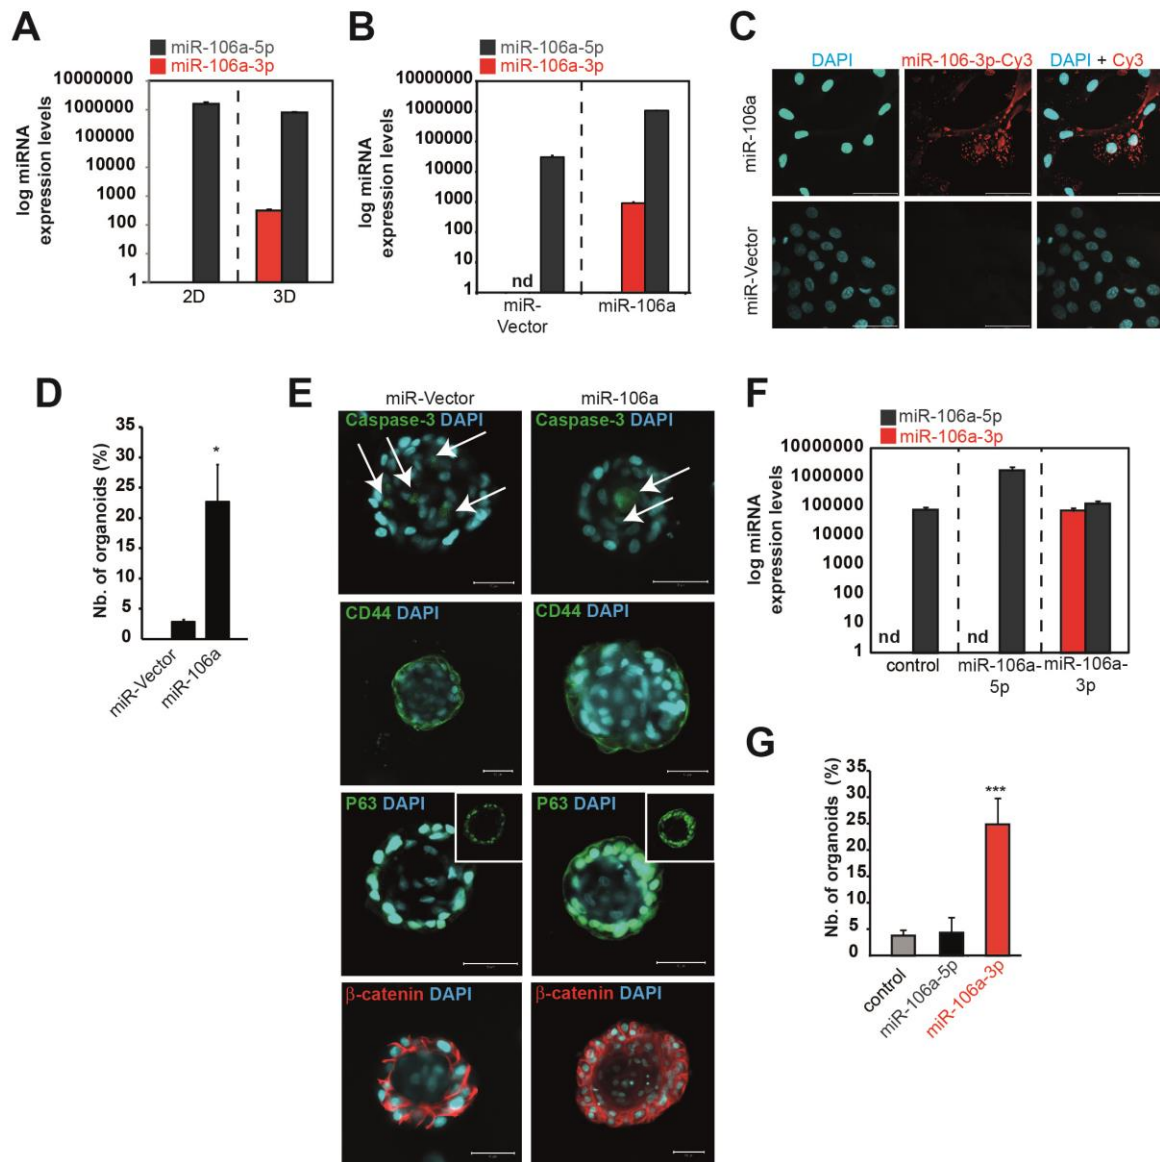 A
miR-106a-5p
miR-106a-3p
log miRNA
expression levels
10000000
1000000
100000
10000
1000
100
10
1
2D
3D
B
miR-106a-5p
miR-106a-3p
log miRNA
expression levels
10000000
1000000
100000
10000
1000
100
10
1
nd
miR-
Vector
miR-106a
C
DAPI
miR-106-3p-Cy3
DAPI + Cy3
miR-106a
miR-Vector
D
Nb. of organoids (%)
35
30
25
20
15
10
5
0
*
miR-Vector
miR-106a
E
miR-Vector
miR-106a
Caspase-3 DAPI
Caspase-3 DAPI
CD44 DAPI
CD44 DAPI
P63 DAPI
P63 DAPI
β-catenin DAPI
β-catenin DAPI
F
miR-106a-5p
miR-106a-3p
log miRNA
expression levels
10000000
1000000
100000
10000
1000
100
10
1
nd
nd
control
miR-106a-
5p
miR-106a-
3p
G
Nb. of organoids (%)
35
25
20
15
10
5
0
***
control
miR-106a-5p
miR-106a-3p